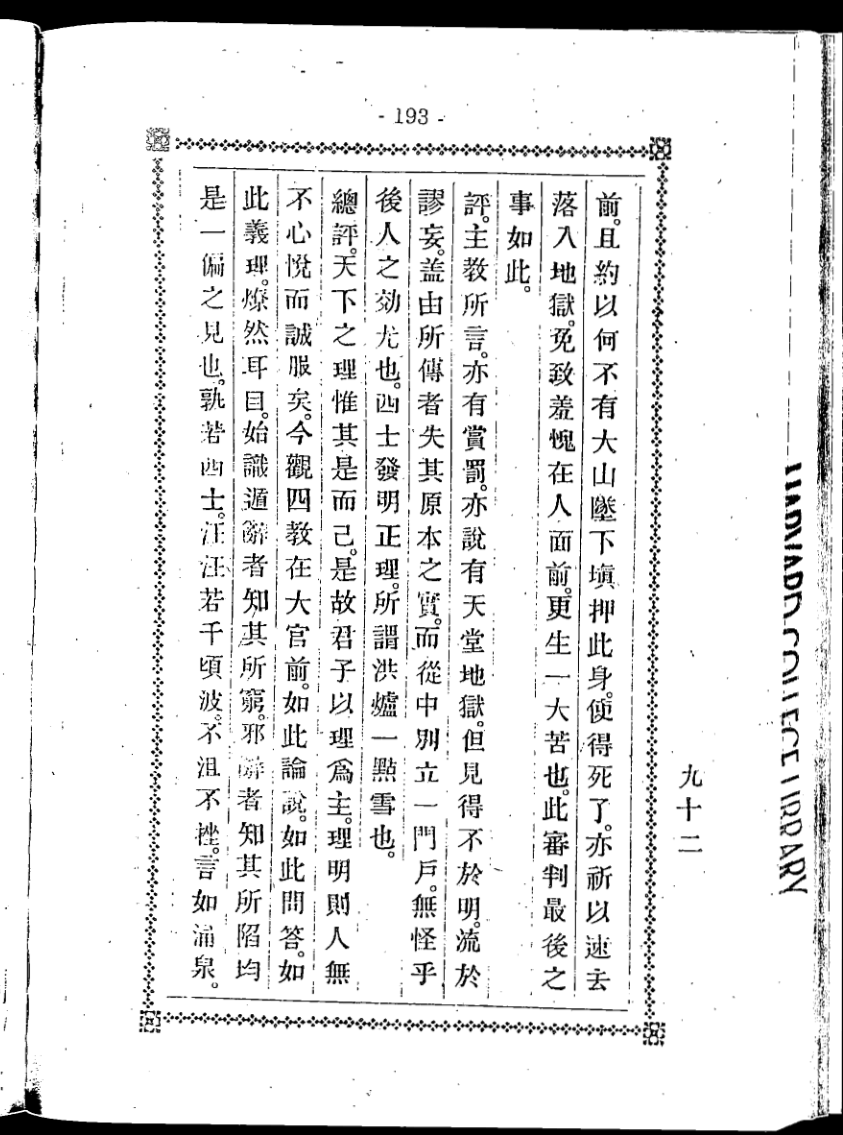 - 193 -
九十二
前。且約以何不有大山墜下塡押此身。使得死了。亦祈以速去
落入地獄。免致羞愧在人面前。更生一大苦也。此審判最後之
事如此。
評。主教所言。亦有賞罰。亦說有天堂地獄。但見得不於明。流於
謬妄。盖由所傳者失其原本之實。而從中別立一門戶。無怪乎
後人之効尤也。西士發明正理。所謂洪爐一點雪也。
總評。天下之理惟其是而已。是故君子以理爲主。理明則人無
不心悅而誠服矣。今觀四教在大官前。如此論說。如此問答。如
此義理。燎然耳目。始識遁辭者知其所窮。邪辭者知其所陷均
是一偏之見也。孰若西士。汪汪若千頃波。不沮不挫。言如涌泉。
HARVARD COLLEGE LIBRARY